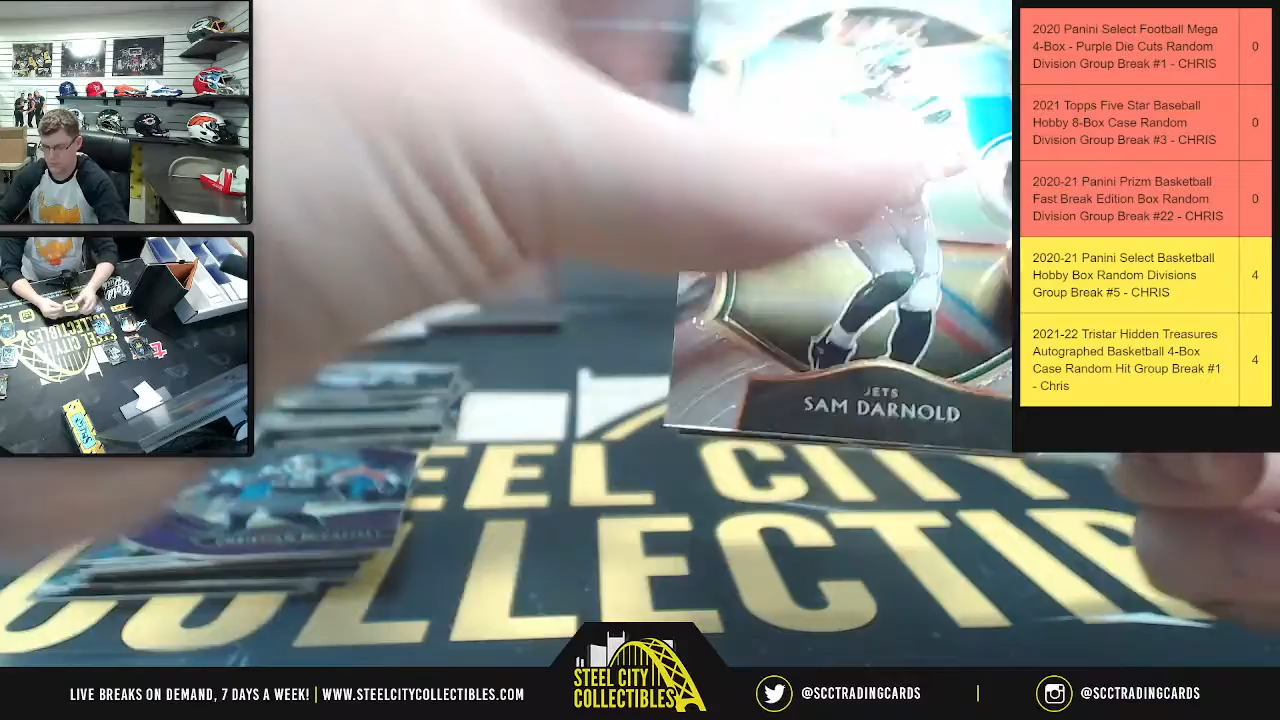 2020 Panini Select Football Mega
4-Box - Purple Die Cuts Random
Division Group Break #1 - CHRIS
0
2021 Topps Five Star Baseball
Hobby 8-Box Case Random
Division Group Break #3 - CHRIS
0
2020-21 Panini Prizm Basketball
Fast Break Edition Box Random
Division Group Break #22 - CHRIS
0
2020-21 Panini Select Basketball
Hobby Box Random Divisions
Group Break #5 - CHRIS
4
2021-22 Tristar Hidden Treasures
Autographed Basketball 4-Box
Case Random Hit Group Break #1
- Chris
4
JETS
SAM DARNOLD
EEL CITY
COLLECTIB
STEEL CITY
COLLECTIBLES
LIVE BREAKS ON DEMAND, 7 DAYS A WEEK! | WWW.STEELCITYCOLLECTIBLES.COM
@SCCTRADINGCARDS
@SCCTRADINGCARDS